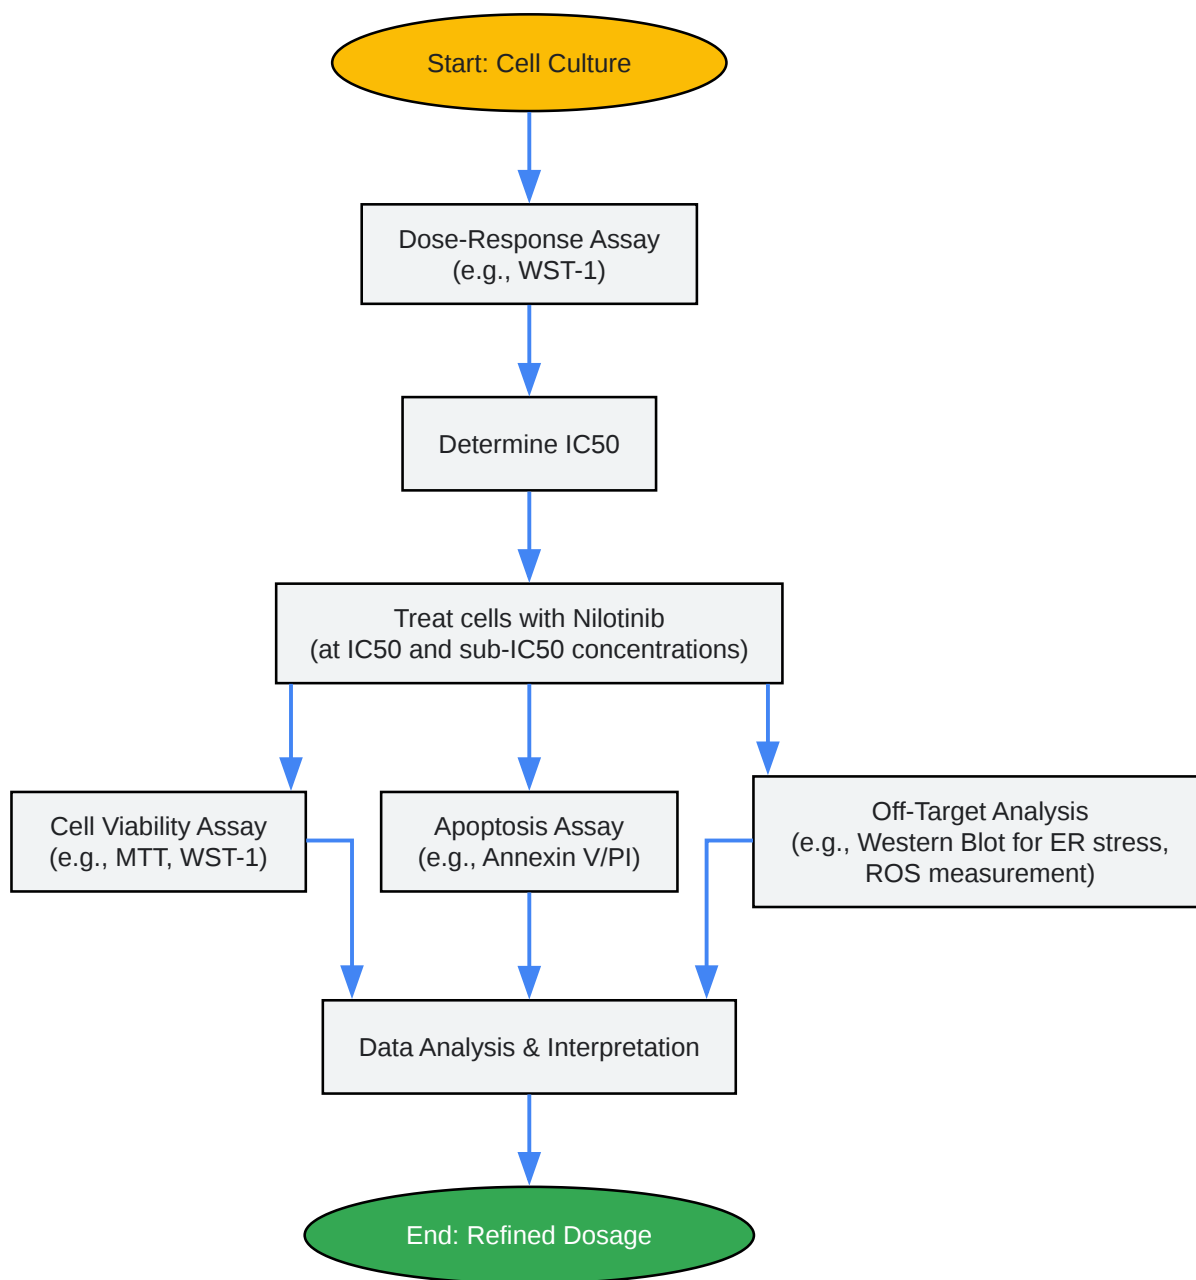 Start: Cell Culture
Dose-Response Assay
(e.g., WST-1)
Determine IC50
Treat cells with Nilotinib
(at IC50 and sub-IC50 concentrations)
Cell Viability Assay
(e.g., MTT, WST-1)
Apoptosis Assay
(e.g., Annexin V/PI)
Off-Target Analysis
(e.g., Western Blot for ER stress,
ROS measurement)
Data Analysis & Interpretation
End: Refined Dosage